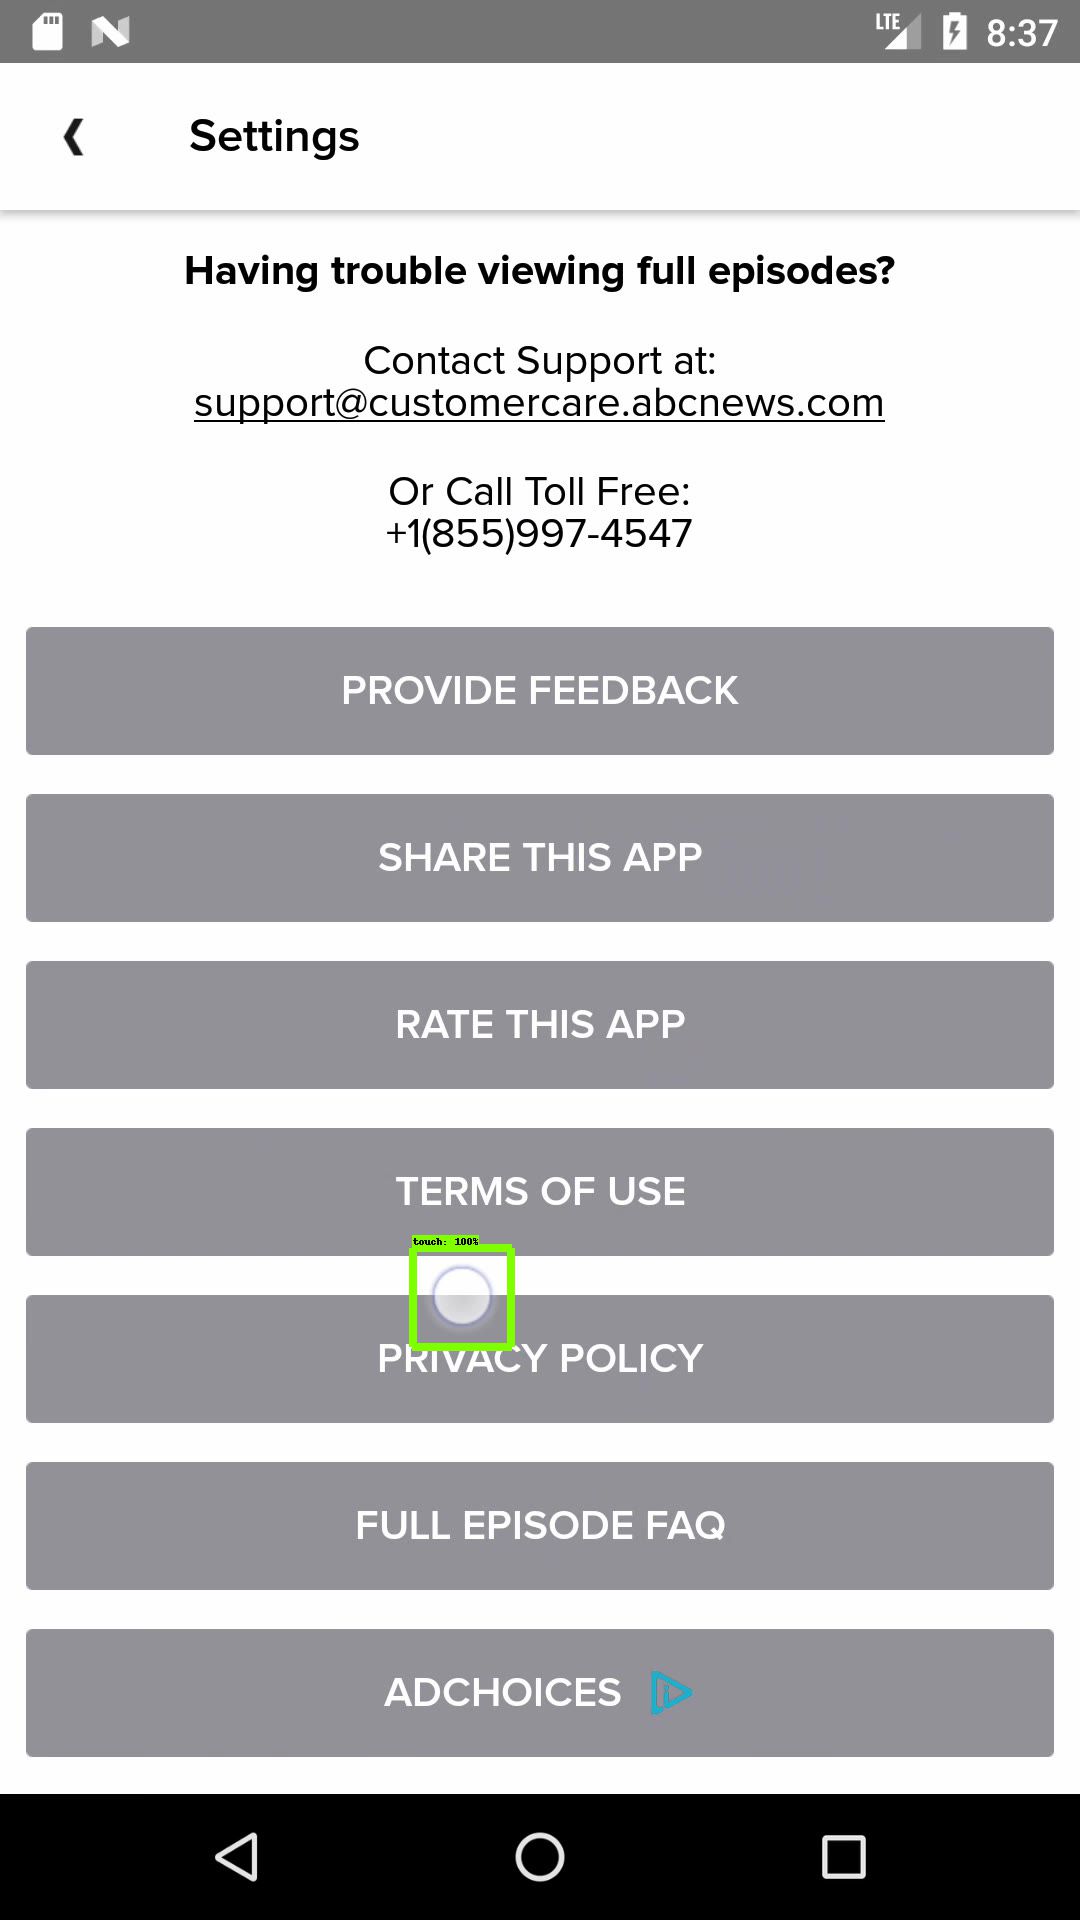 LTE 8:37
Settings
Having trouble viewing full episodes?
Contact Support at:
support@customercare.abcnews.com
Or Call Toll Free:
+1(855)997-4547
PROVIDE FEEDBACK
SHARE THIS APP
RATE THIS APP
TERMS OF USE
touch: 100%
PRIVACY POLICY
FULL EPISODE FAQ
ADCHOICES